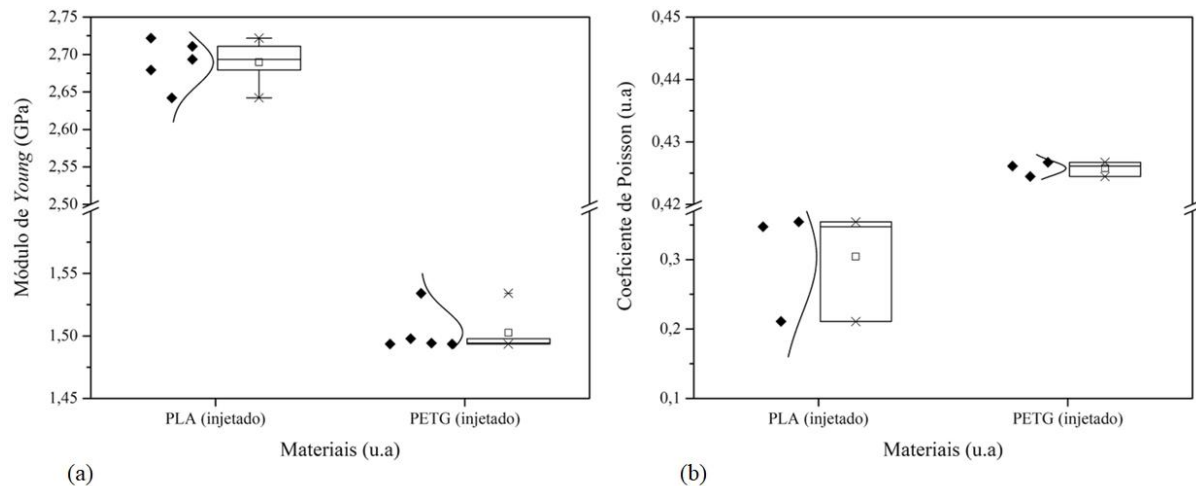 2,75
2,70
2,65
2,60
2,55
2,50
1,55
1,50
1,45
Módulo de Young (GPa)
PLA (injetado)
PETG (injetado)
Materiais (u.a)
(a)
0,45
0,44
0,43
0,42
0,3
0,2
0,1
Coeficiente de Poisson (u.a)
PLA (injetado)
PETG (injetado)
Materiais (u.a)
(b)